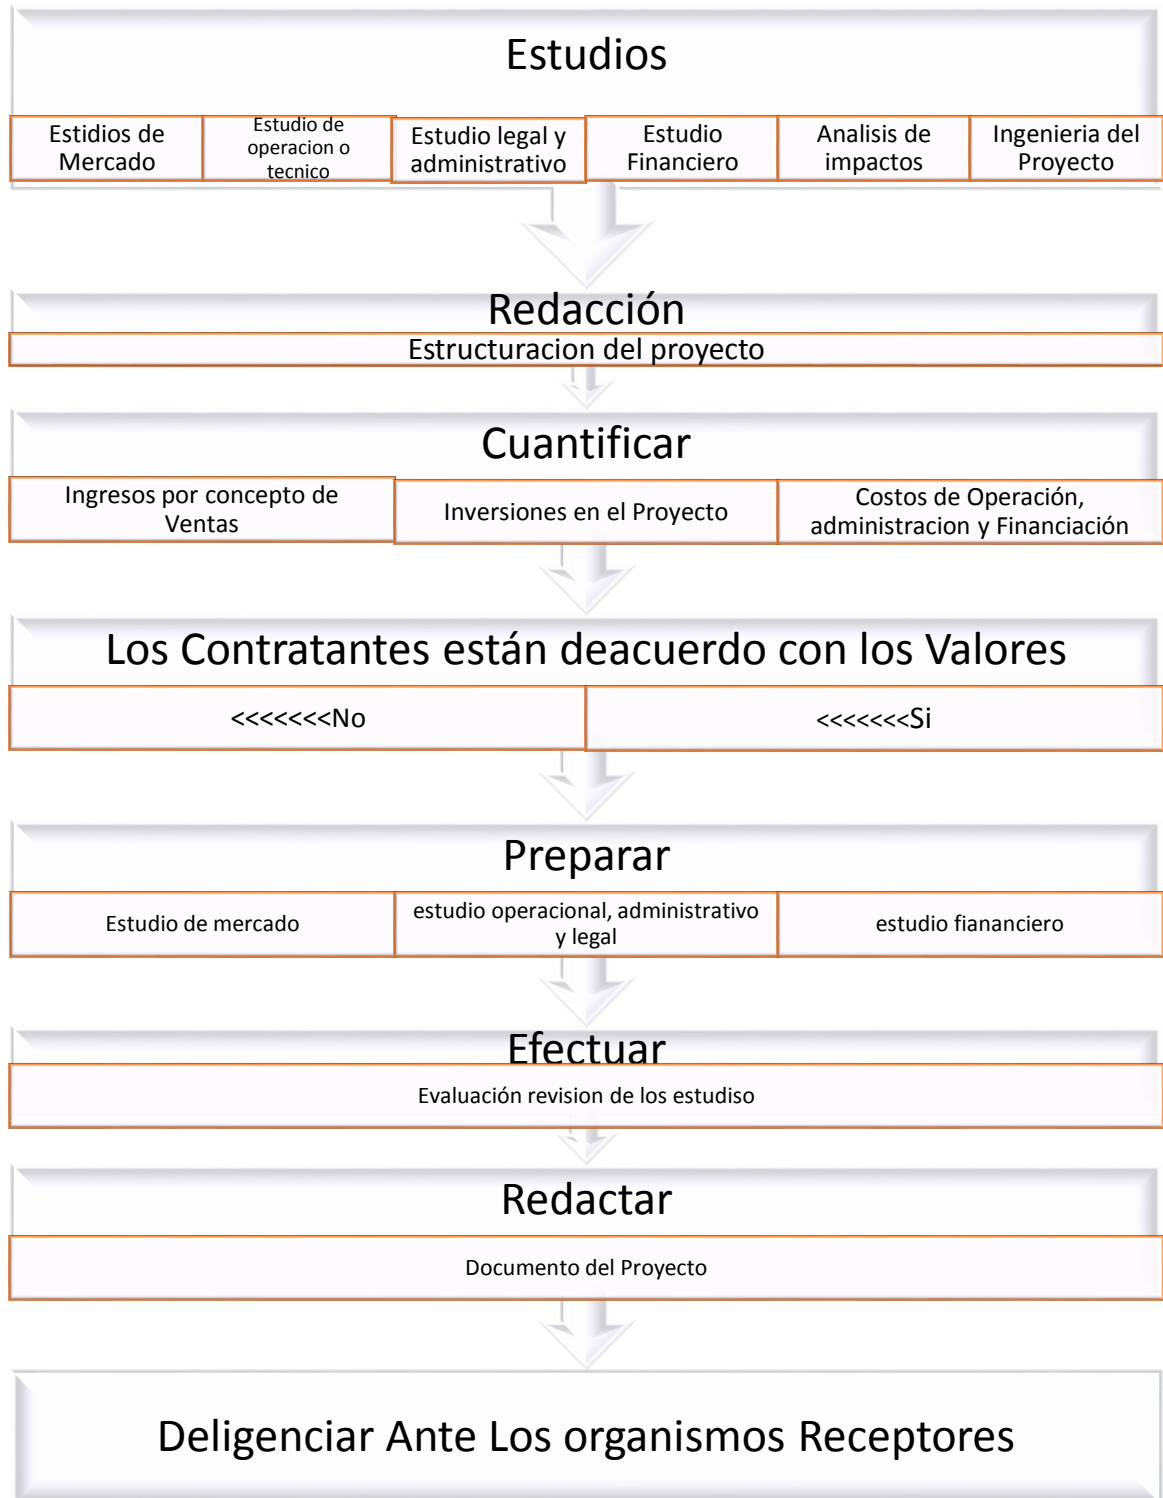 Estudios
Estidios de
Mercado
Estudio de
operacion o
tecnico
Estudio legal y
administrativo
Estudio
Financiero
Analisis de
impactos
Ingenieria del
Proyecto
Redacción
Estructuracion del proyecto
Cuantificar
Ingresos por concepto de
Ventas
Inversiones en el Proyecto
Costos de Operación,
administracion y Financiación
Los Contratantes están deacuerdo con los Valores
<<<<<<<No
<<<<<<<Si
Preparar
Estudio de mercado
estudio operacional, administrativo
y legal
estudio fiananciero
Efectuar
Evaluación revision de los estudiso
Redactar
Documento del Proyecto
Deligenciar Ante Los organismos Receptores